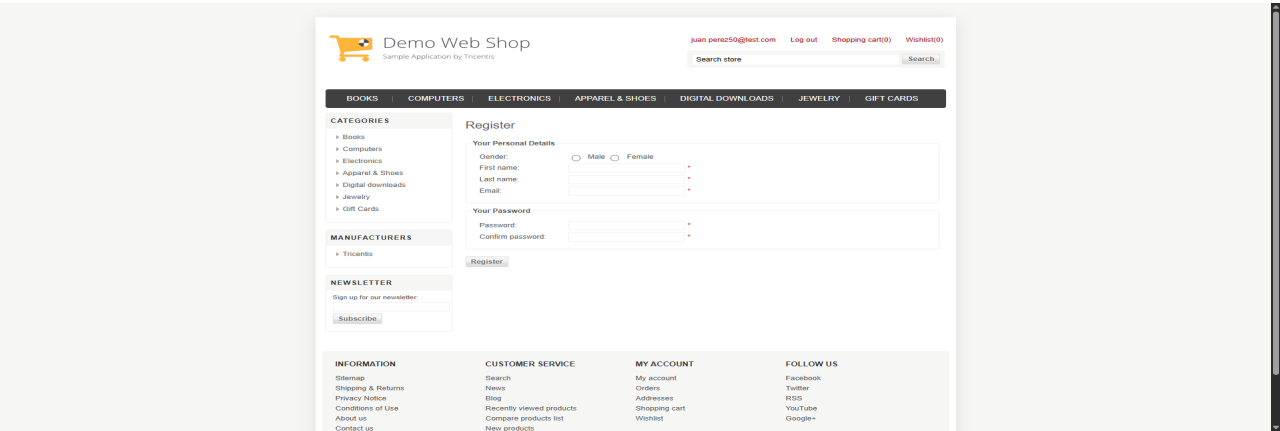 Demo Web Shop
Sample Application by Tricentis
juan.perez50@test.com Log out Shopping cart(0) Wishlist(0)
Search store Search
BOOKS COMPUTERS ELECTRONICS APPAREL & SHOES DIGITAL DOWNLOADS JEWELRY GIFT CARDS
CATEGORIES
Books
Computers
Electronics
Apparel & Shoes
Digital downloads
Jewelry
Gift Cards
MANUFACTURERS
Tricentis
NEWSLETTER
Sign up for our newsletter:
Subscribe
Register
Your Personal Details
Gender: Male Female
First name: *
Last name: *
Email: *
Your Password
Password: *
Confirm password: *
Register
INFORMATION
Sitemap
Shipping & Returns
Privacy Notice
Conditions of Use
About us
Contact us
CUSTOMER SERVICE
Search
News
Blog
Recently viewed products
Compare products list
New products
MY ACCOUNT
My account
Orders
Addresses
Shopping cart
Wishlist
FOLLOW US
Facebook
Twitter
RSS
YouTube
Google+